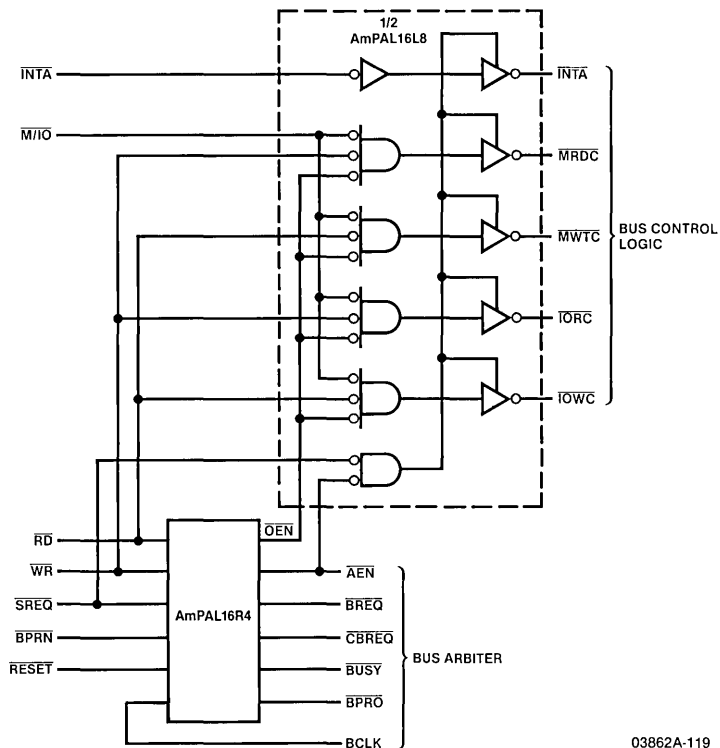 1/2
AmPAL16L8
INTA
INTA
M/IO
MRDC
MWTC
BUS CONTROL
LOGIC
IORC
IOWC
OEN
RD
WR
AEN
SREQ
AmPAL16R4
BREQ
BPRN
CBREQ
BUS ARBITER
RESET
BUSY
BPRO
BCLK
03862A-119